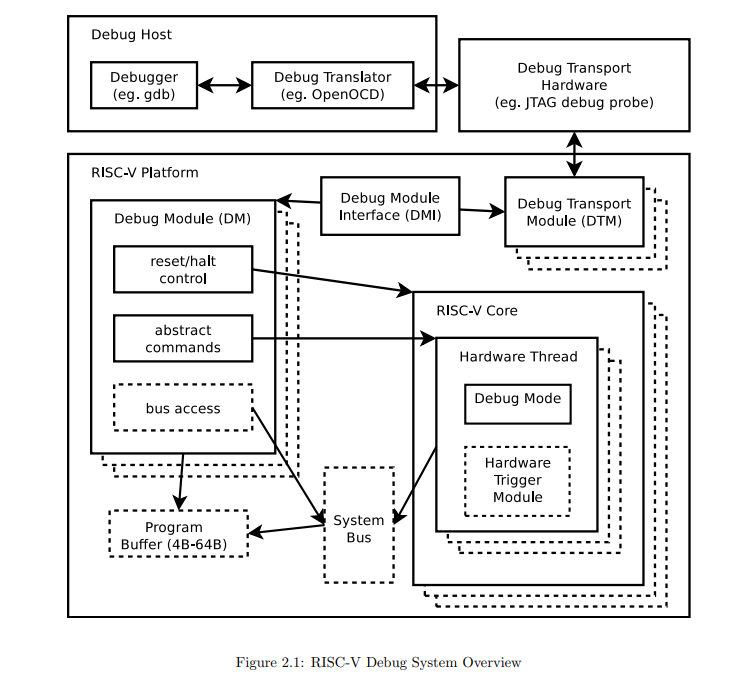 Debug Host
Debugger
(eg. gdb)
Debug Translator
(eg. OpenOCD)
Debug Transport
Hardware
(eg. JTAG debug probe)
RISC-V Platform
Debug Module (DM)
reset/halt
control
abstract
commands
bus access
Debug Module
Interface (DMI)
Debug Transport
Module (DTM)
RISC-V Core
Hardware Thread
Debug Mode
Hardware
Trigger
Module
Program
Buffer (4B-64B)
System
Bus
Figure 2.1: RISC-V Debug System Overview